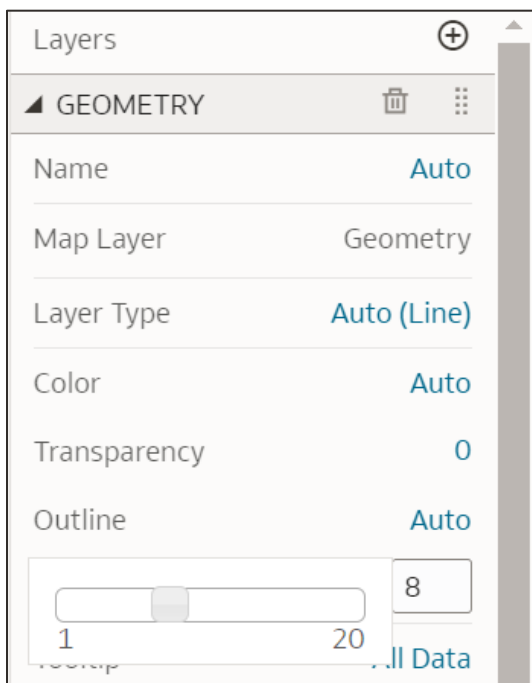 Layers
GEOMETRY
Name Auto
Map Layer Geometry
Layer Type Auto (Line)
Color Auto
Transparency 0
Outline Auto
8
1 20
Tooltip All Data